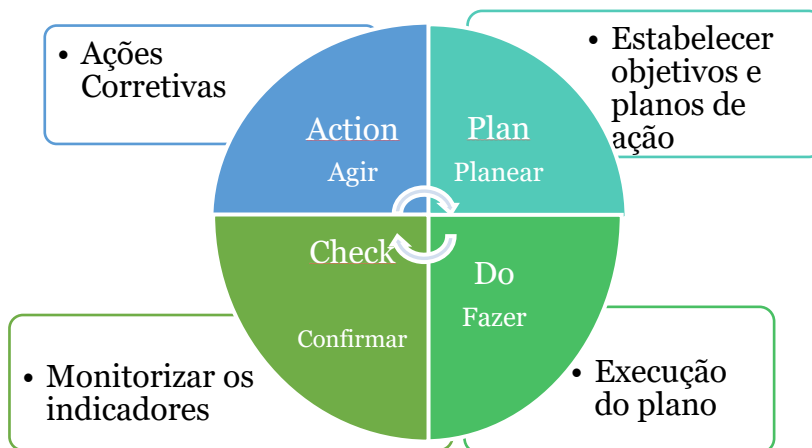 • Ações
Corretivas
• Estabelecer
objetivos e
planos de
ação
Action
Agir
Plan
Planear
Check
Confirmar
Do
Fazer
• Monitorizar os
indicadores
• Execução
do plano